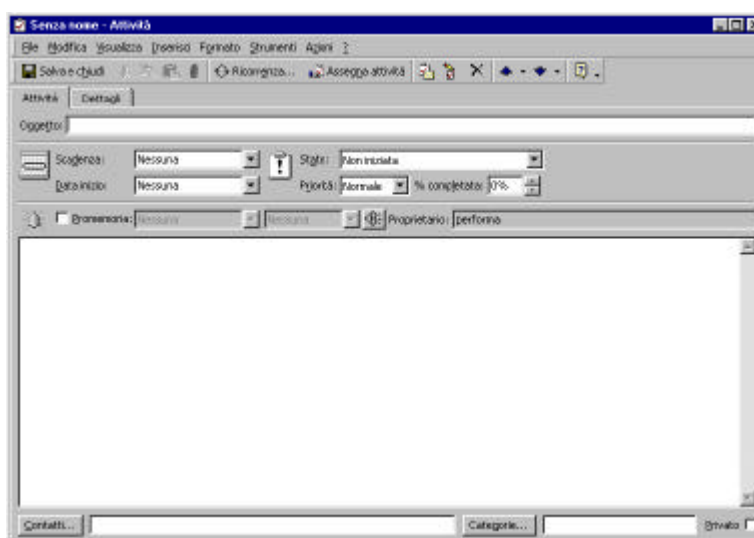 Senza nome - Attività
File Modifica Visualizza Inserisci Formato Strumenti Azioni ?
Salva e chiudi Ricorrenza... Assegna attività
Attività Dettagli
Oggetto:
Scadenza: Nessuna Stato: Non iniziata
Data inizio: Nessuna Priorità: Normale % completata: 0%
Promemoria: Nessuna Nessuna Proprietario: performa
Contatti... Categorie... Privato